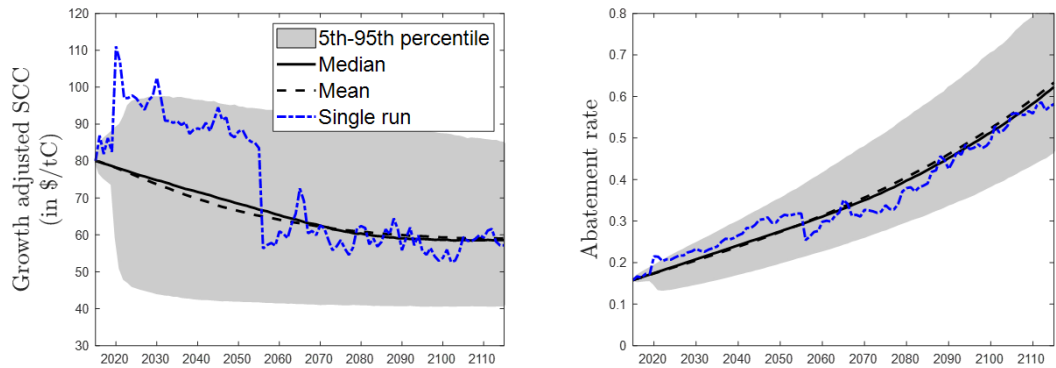 Growth adjusted SCC
(in $/tC)
120
110
100
90
80
70
60
50
40
30
2020 2030 2040 2050 2060 2070 2080 2090 2100 2110
5th-95th percentile
Median
Mean
Single run
Abatement rate
0.8
0.7
0.6
0.5
0.4
0.3
0.2
0.1
0
2020 2030 2040 2050 2060 2070 2080 2090 2100 2110